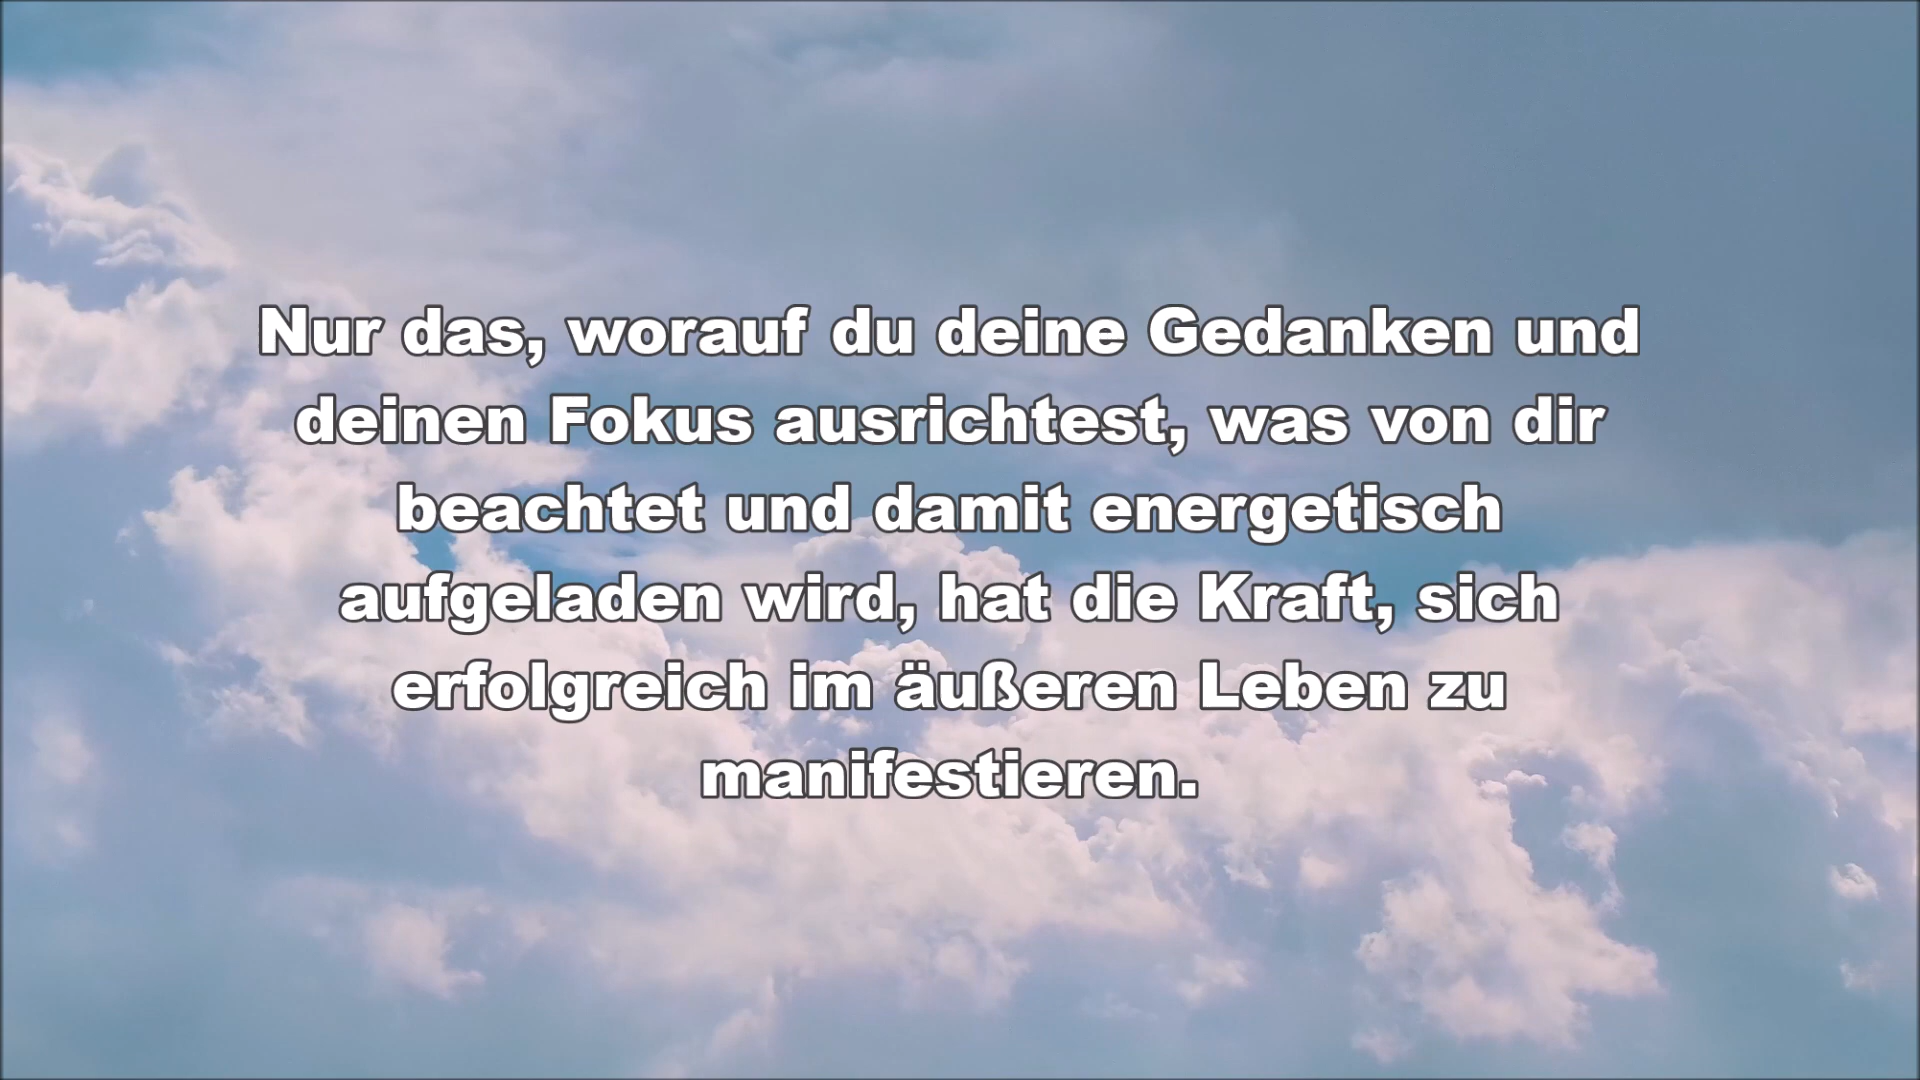 Nur das, worauf du deine Gedanken und
deinen Fokus ausrichtest, was von dir
beachtet und damit energetisch
aufgeladen wird, hat die Kraft, sich
erfolgreich im äußeren Leben zu
manifestieren.